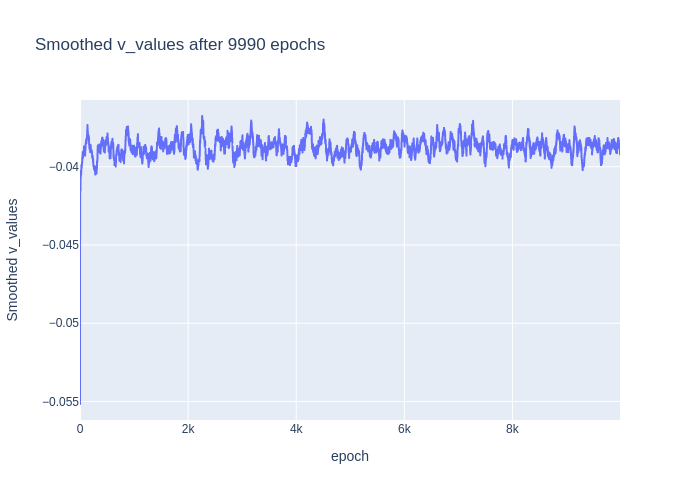 Smoothed v_values after 9990 epochs
Smoothed v_values
−0.04
−0.045
−0.05
−0.055
0
2k
4k
6k
8k
epoch